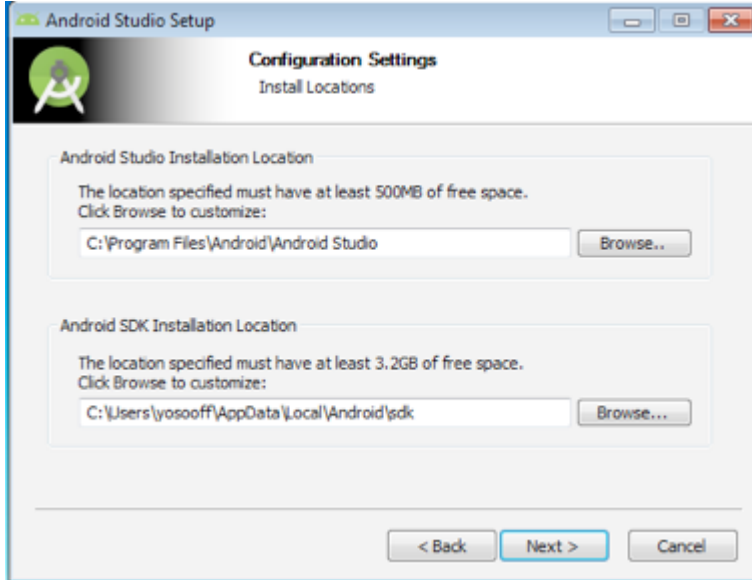 Android Studio Setup
Configuration Settings
Install Locations
Android Studio Installation Location
The location specified must have at least 500MB of free space.
Click Browse to customize:
C:\Program Files\Android\Android Studio
Browse..
Android SDK Installation Location
The location specified must have at least 3.2GB of free space.
Click Browse to customize:
C:\Users\yosooff\AppData\Local\Android\sdk
Browse...
< Back
Next >
Cancel